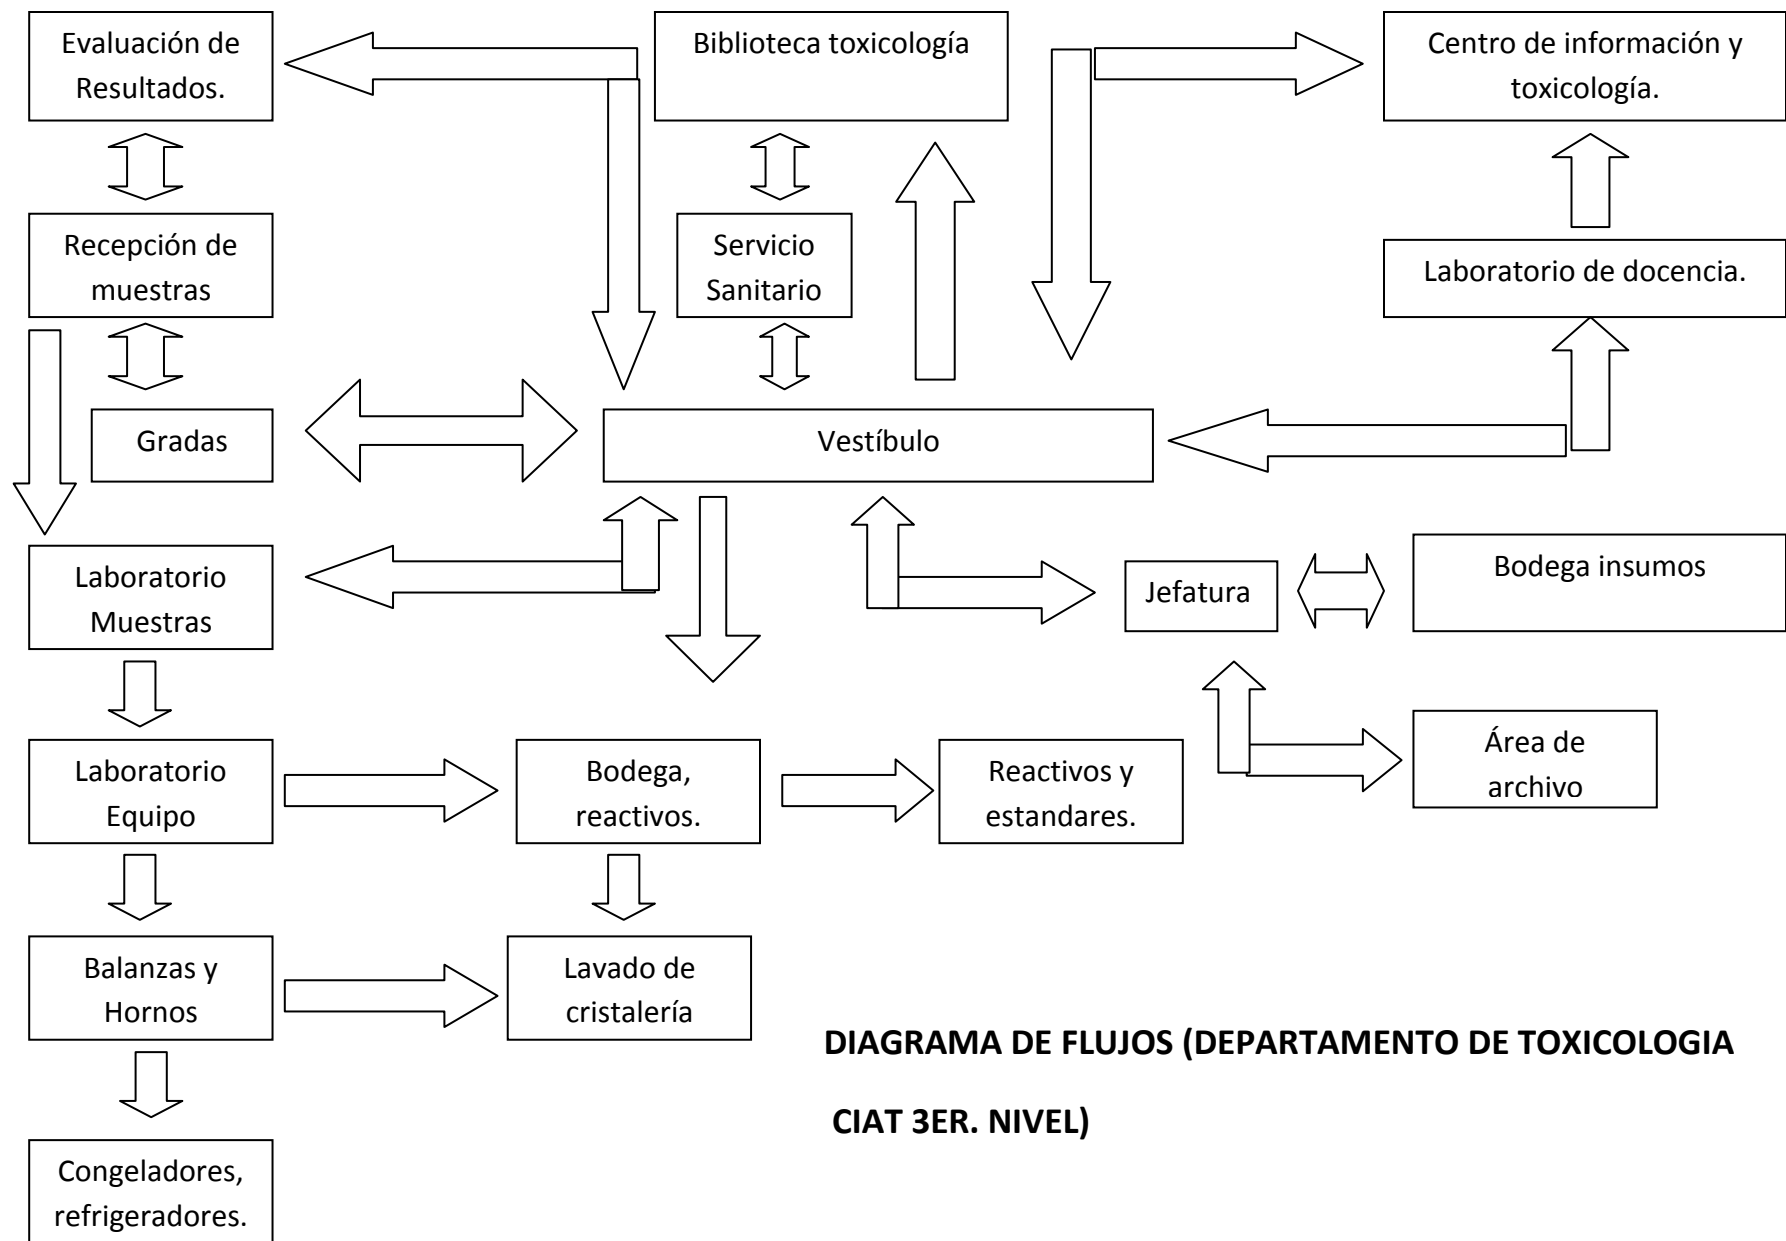 Evaluación de
Resultados.
Biblioteca toxicología
Centro de información y
toxicología.
Recepción de
muestras
Servicio
Sanitario
Laboratorio de docencia.
Gradas
Vestíbulo
Laboratorio
Muestras
Jefatura
Bodega insumos
Laboratorio
Equipo
Bodega,
reactivos.
Reactivos y
estandares.
Área de
archivo
Balanzas y
Hornos
Lavado de
cristalería
DIAGRAMA DE FLUJOS (DEPARTAMENTO DE TOXICOLOGIA
CIAT 3ER. NIVEL)
Congeladores,
refrigeradores.